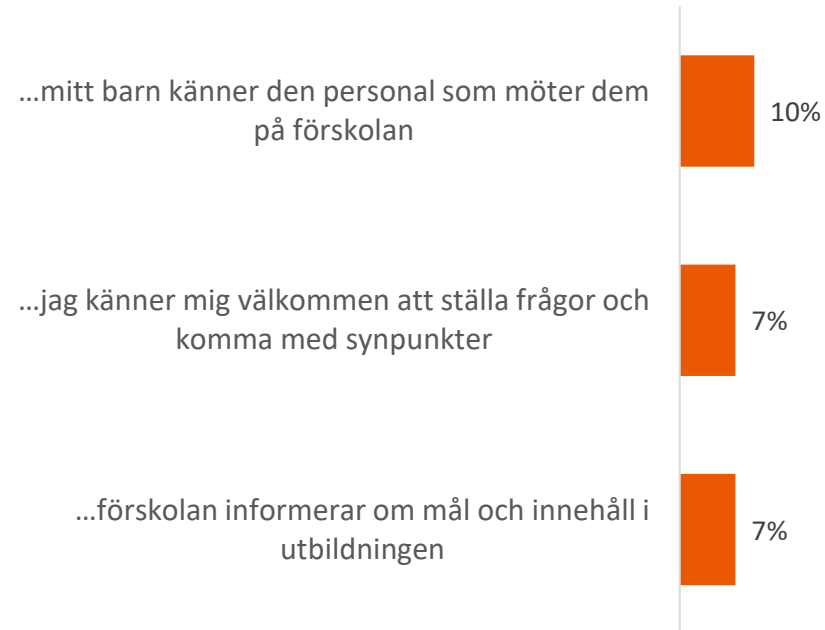 ...mitt barn känner den personal som möter dem
på förskolan
10%
...jag känner mig välkommen att ställa frågor och
komma med synpunkter
7%
...förskolan informerar om mål och innehåll i
utbildningen
7%